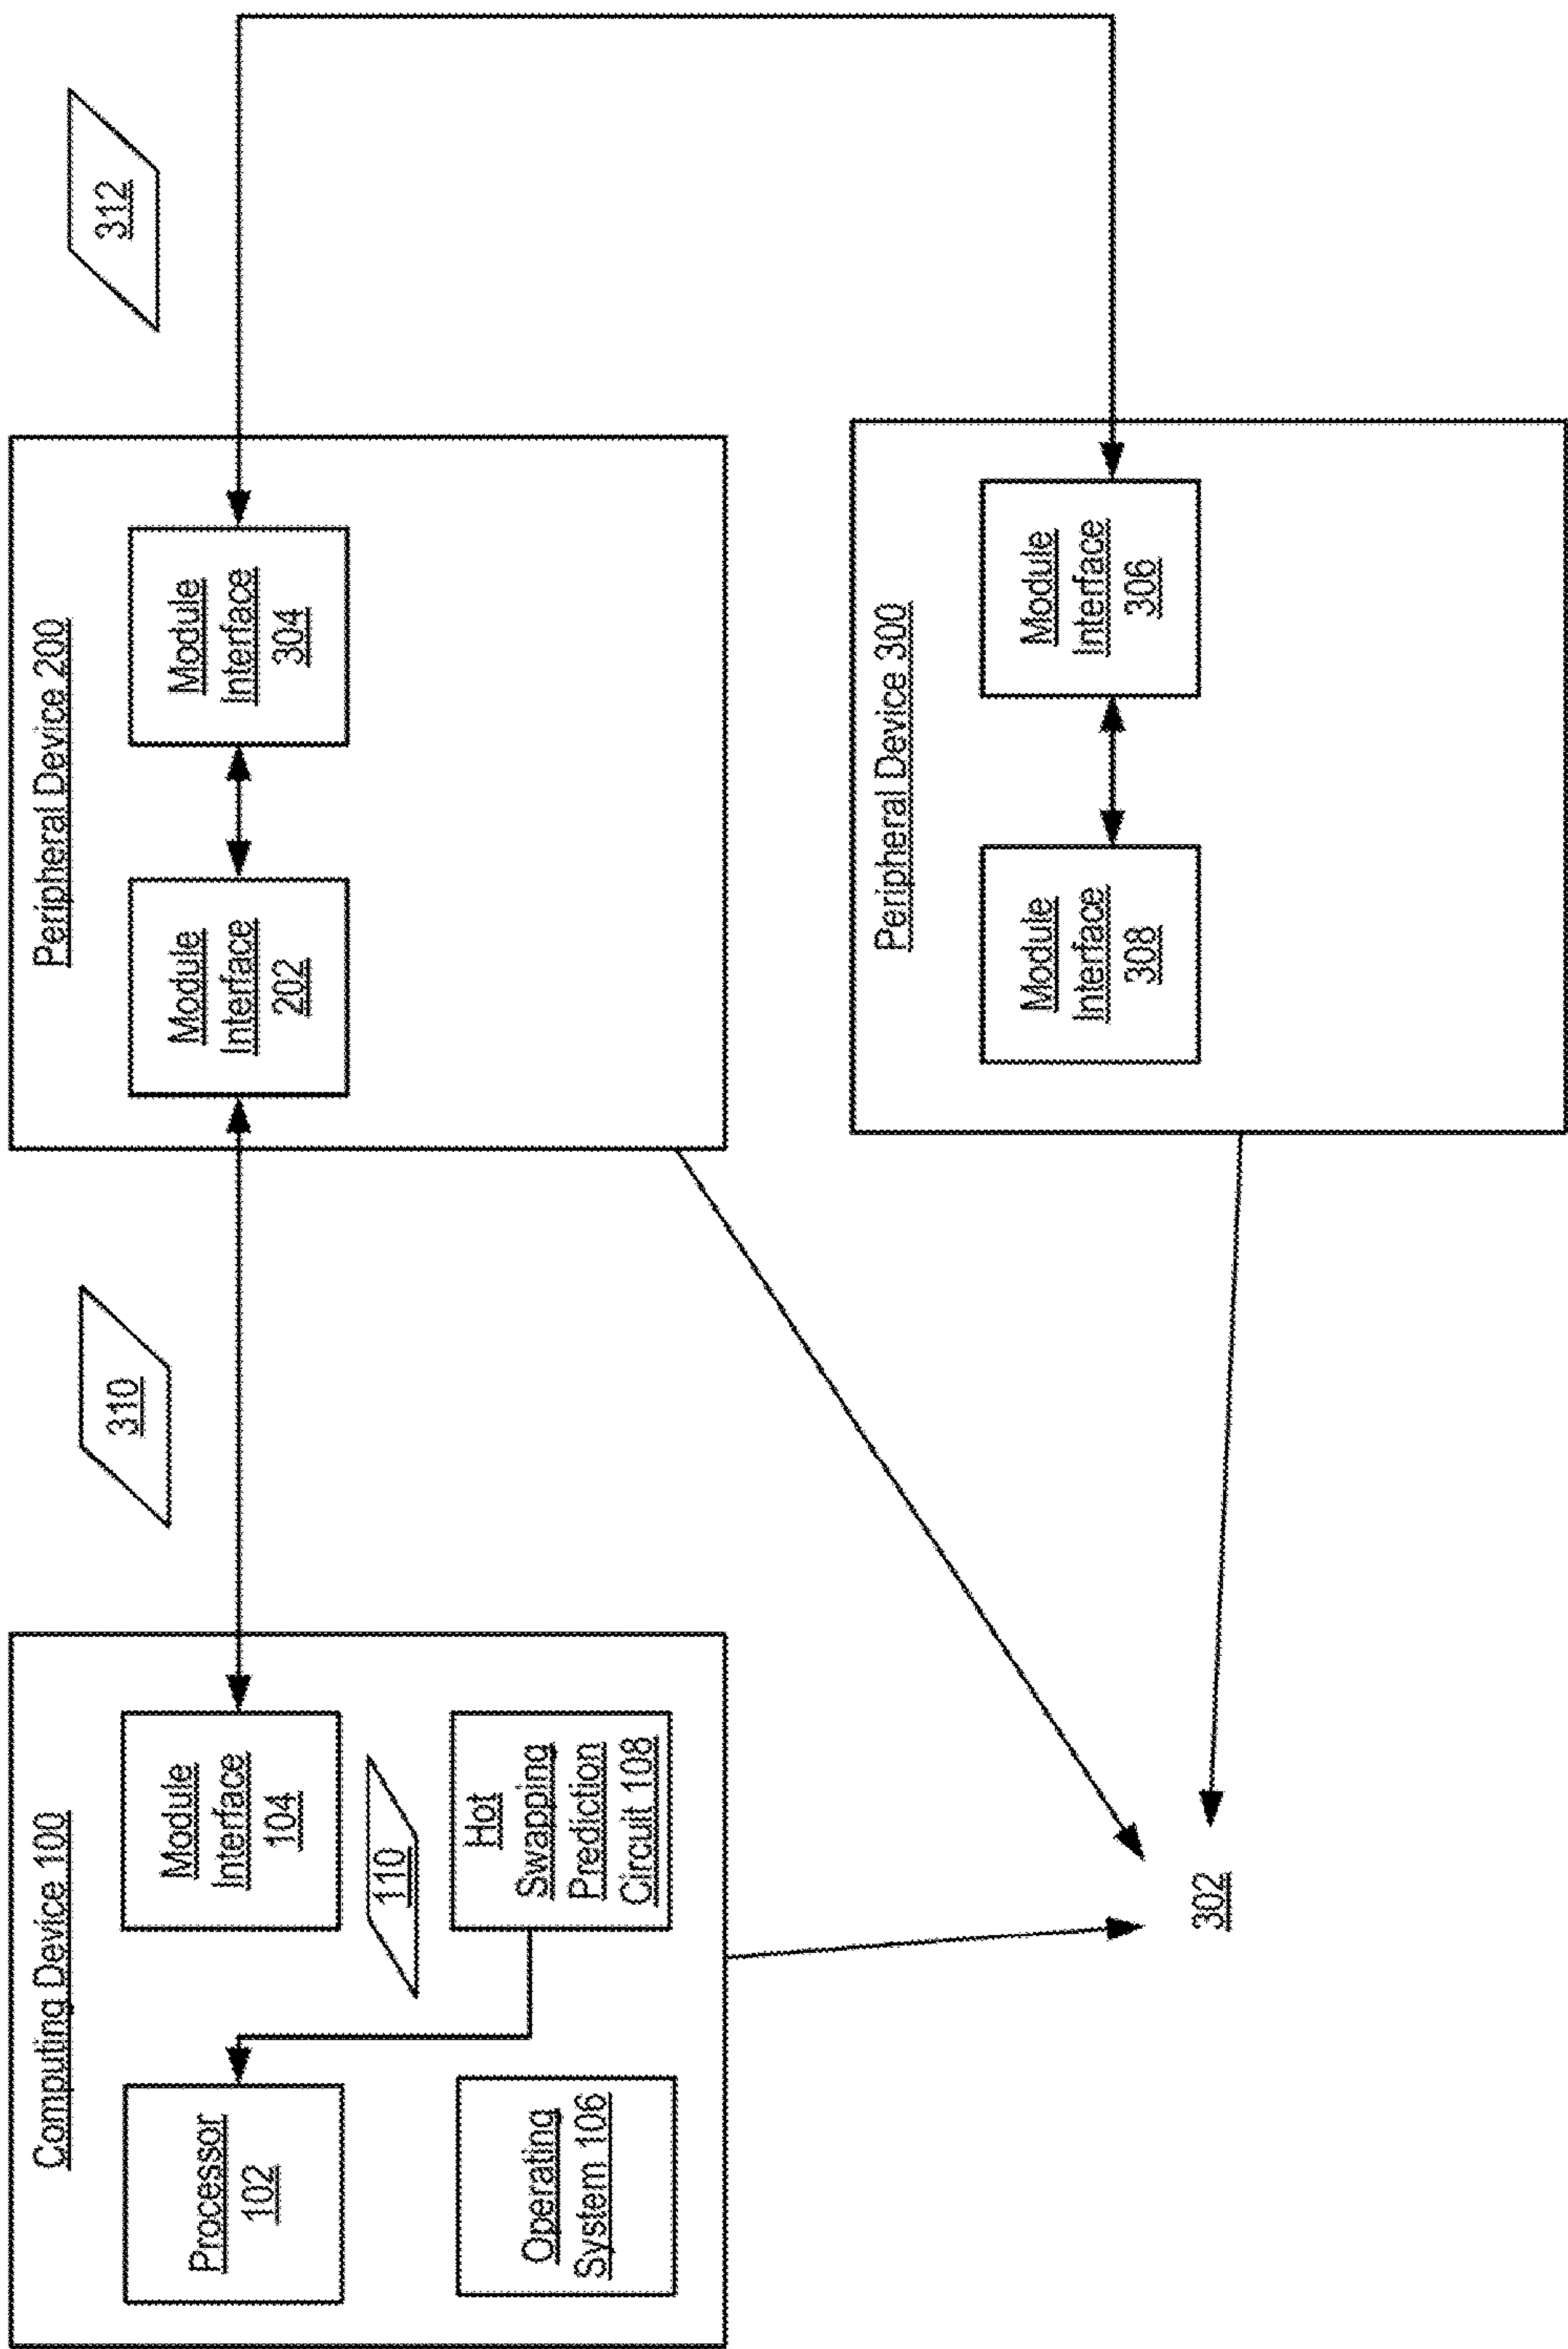 Computing Device 100
Processor
102
Module
Interface
104
110
Operating
System 106
Hot
Swapping
Prediction
Circuit 108
310
Peripheral Device 200
Module
Interface
202
Module
Interface
304
312
302
Peripheral Device 300
Module
Interface
308
Module
Interface
306